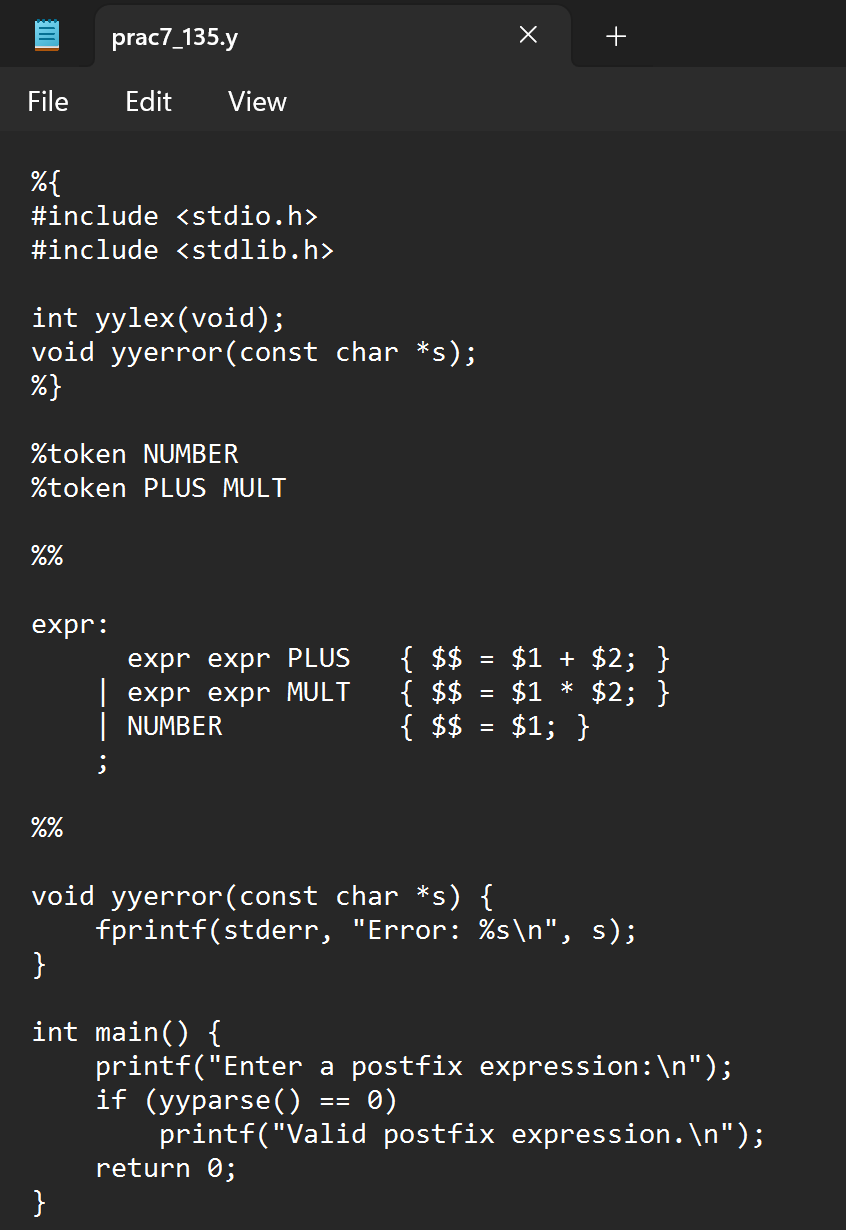 prac7_135.y
File Edit View
%{
#include <stdio.h>
#include <stdlib.h>

int yylex(void);
void yyerror(const char *s);
%}

%token NUMBER
%token PLUS MULT

%%

expr:
      expr expr PLUS   { $$ = $1 + $2; }
    | expr expr MULT   { $$ = $1 * $2; }
    | NUMBER           { $$ = $1; }
    ;

%%

void yyerror(const char *s) {
    fprintf(stderr, "Error: %s\n", s);
}

int main() {
    printf("Enter a postfix expression:\n");
    if (yyparse() == 0)
        printf("Valid postfix expression.\n");
    return 0;
}